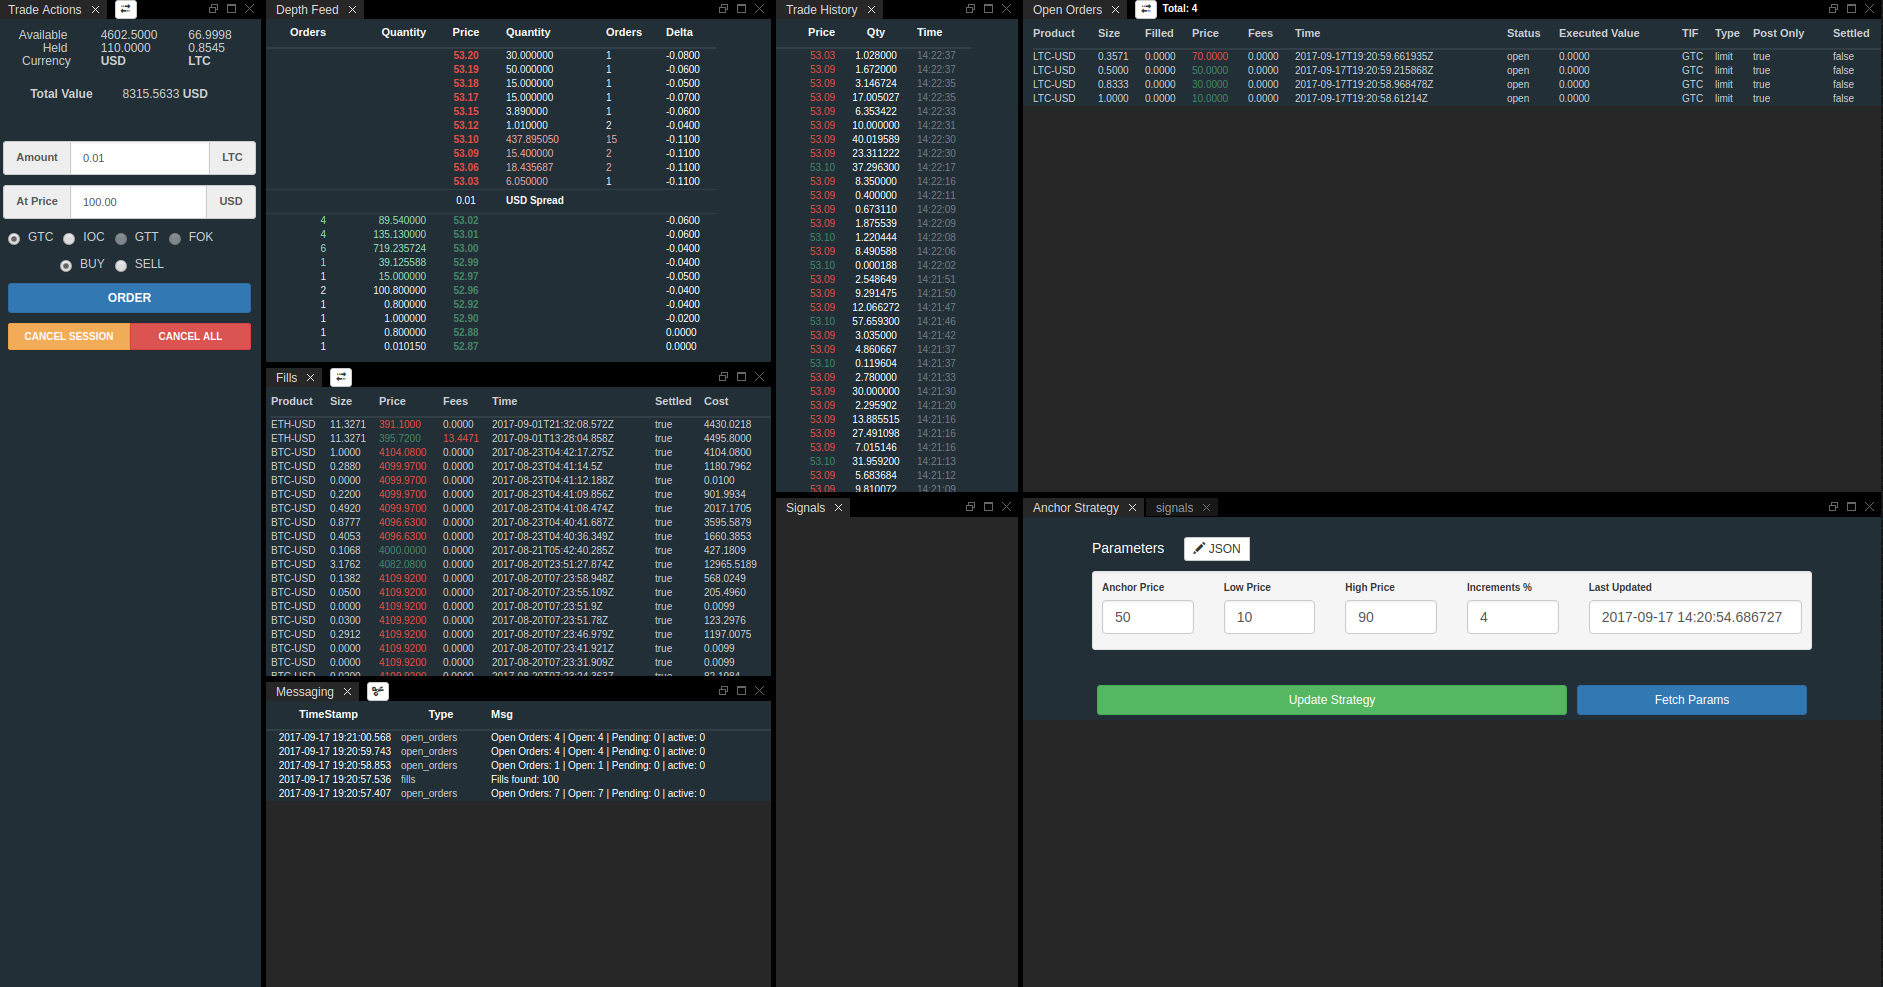 Trade Actions
Available 4602.5000 66.9998
Held 110.0000 0.8545
Currency USD LTC
Total Value 8315.5633 USD
Amount 0.01 LTC
At Price 100.00 USD
GTC IOC GTT FOK
BUY SELL
ORDER
CANCEL SESSION CANCEL ALL
Depth Feed
Orders Quantity Price Quantity Orders Delta
53.20 30.000000 1 -0.0800
53.19 50.000000 1 -0.0600
53.18 15.000000 1 -0.0500
53.17 15.000000 1 -0.0700
53.15 3.890000 1 -0.0600
53.12 1.010000 2 -0.0400
53.10 437.895050 15 -0.1100
53.09 15.400000 2 -0.1100
53.06 18.435687 2 -0.1100
53.03 6.050000 1 -0.1100
0.01 USD Spread
4 89.540000 53.02 -0.0600
4 135.130000 53.01 -0.0600
6 719.235724 53.00 -0.0400
1 39.125588 52.99 -0.0400
1 15.000000 52.97 -0.0500
2 100.800000 52.96 -0.0400
1 0.800000 52.92 -0.0400
1 1.000000 52.90 -0.0200
1 0.800000 52.88 0.0000
1 0.010150 52.87 0.0000
Fills
Product Size Price Fees Time Settled Cost
ETH-USD 11.3271 391.1000 0.0000 2017-09-01T21:32:08.572Z true 4430.0218
ETH-USD 11.3271 395.7200 13.4471 2017-09-01T13:28:04.858Z true 4495.8000
BTC-USD 1.0000 4104.0800 0.0000 2017-08-23T04:42:17.275Z true 4104.0800
BTC-USD 0.2880 4099.9700 0.0000 2017-08-23T04:41:14.5Z true 1180.7962
BTC-USD 0.0000 4099.9700 0.0000 2017-08-23T04:41:12.188Z true 0.0100
BTC-USD 0.2200 4099.9700 0.0000 2017-08-23T04:41:09.856Z true 901.9934
BTC-USD 0.4920 4099.9700 0.0000 2017-08-23T04:41:08.474Z true 2017.1705
BTC-USD 0.8777 4096.6300 0.0000 2017-08-23T04:40:41.687Z true 3595.5879
BTC-USD 0.4053 4096.6300 0.0000 2017-08-23T04:40:36.349Z true 1660.3853
BTC-USD 0.1068 4000.0000 0.0000 2017-08-21T05:42:40.285Z true 427.1809
BTC-USD 3.1762 4082.0800 0.0000 2017-08-20T23:51:27.874Z true 12965.5189
BTC-USD 0.1382 4109.9200 0.0000 2017-08-20T07:23:58.948Z true 568.0249
BTC-USD 0.0500 4109.9200 0.0000 2017-08-20T07:23:55.109Z true 205.4960
BTC-USD 0.0000 4109.9200 0.0000 2017-08-20T07:23:51.9Z true 0.0099
BTC-USD 0.0300 4109.9200 0.0000 2017-08-20T07:23:51.78Z true 123.2976
BTC-USD 0.2912 4109.9200 0.0000 2017-08-20T07:23:46.979Z true 1197.0075
BTC-USD 0.0000 4109.9200 0.0000 2017-08-20T07:23:41.921Z true 0.0099
BTC-USD 0.0000 4109.9200 0.0000 2017-08-20T07:23:31.909Z true 0.0099
BTC-USD 0.0200 4109.9200 0.0000 2017-08-20T07:23:24.363Z true 82.1984
Messaging
TimeStamp Type Msg
2017-09-17 19:21:00.568 open_orders Open Orders: 4 | Open: 4 | Pending: 0 | active: 0
2017-09-17 19:20:59.743 open_orders Open Orders: 4 | Open: 4 | Pending: 0 | active: 0
2017-09-17 19:20:58.853 open_orders Open Orders: 1 | Open: 1 | Pending: 0 | active: 0
2017-09-17 19:20:57.536 fills Fills found: 100
2017-09-17 19:20:57.407 open_orders Open Orders: 7 | Open: 7 | Pending: 0 | active: 0
Trade History
Price Qty Time
53.03 1.028000 14:22:37
53.09 1.672000 14:22:37
53.09 3.146724 14:22:35
53.09 17.005027 14:22:35
53.09 6.353422 14:22:33
53.09 10.000000 14:22:31
53.09 40.019589 14:22:30
53.09 23.311222 14:22:30
53.10 37.296300 14:22:17
53.09 8.350000 14:22:16
53.09 0.400000 14:22:11
53.09 0.673110 14:22:09
53.09 1.875539 14:22:09
53.10 1.220444 14:22:08
53.09 8.490588 14:22:06
53.10 0.000188 14:22:02
53.09 2.548649 14:21:51
53.09 9.291475 14:21:50
53.09 12.066272 14:21:47
53.10 57.659300 14:21:46
53.09 3.035000 14:21:42
53.09 4.860667 14:21:37
53.10 0.119604 14:21:37
53.09 2.780000 14:21:33
53.09 30.000000 14:21:30
53.09 2.295902 14:21:20
53.09 13.885515 14:21:16
53.09 27.491098 14:21:16
53.09 7.015146 14:21:16
53.10 31.959200 14:21:13
53.09 5.683684 14:21:12
53.09 9.810072 14:21:09
Signals
Open Orders Total: 4
Product Size Filled Price Fees Time Status Executed Value TIF Type Post Only Settled
LTC-USD 0.3571 0.0000 70.0000 0.0000 2017-09-17T19:20:59.661935Z open 0.0000 GTC limit true false
LTC-USD 0.5000 0.0000 50.0000 0.0000 2017-09-17T19:20:59.215868Z open 0.0000 GTC limit true false
LTC-USD 0.8333 0.0000 30.0000 0.0000 2017-09-17T19:20:58.968478Z open 0.0000 GTC limit true false
LTC-USD 1.0000 0.0000 10.0000 0.0000 2017-09-17T19:20:58.61214Z open 0.0000 GTC limit true false
Anchor Strategy signals
Parameters JSON
Anchor Price Low Price High Price Increments % Last Updated
50 10 90 4 2017-09-17 14:20:54.686727
Update Strategy Fetch Params